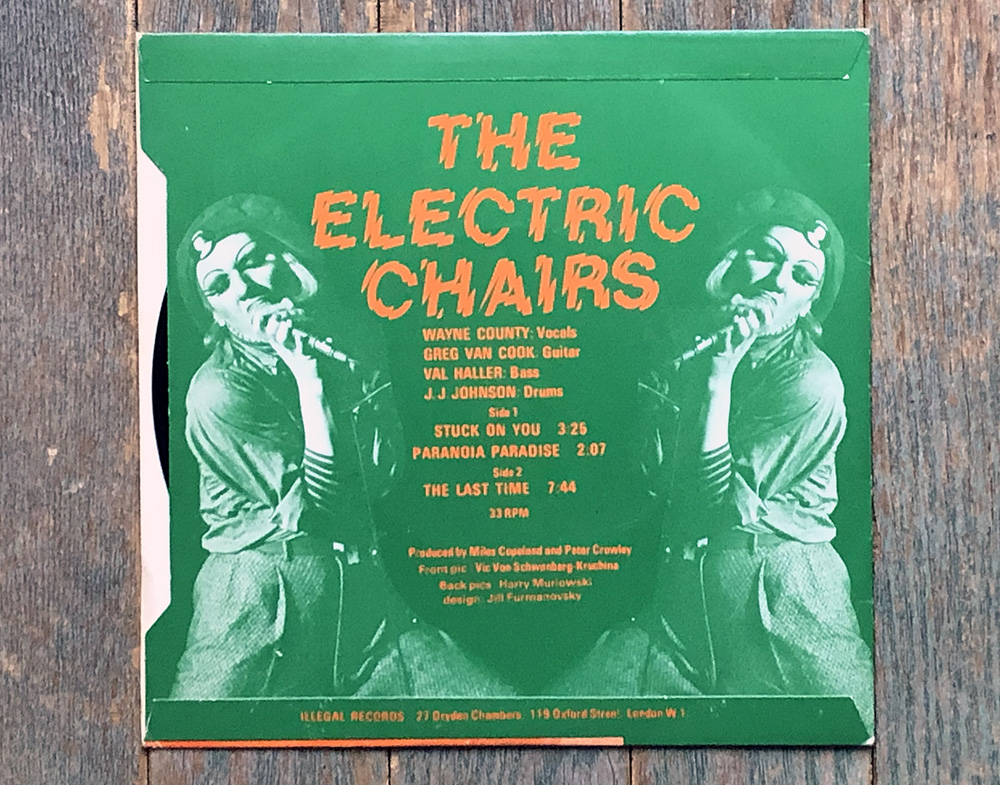 THE
ELECTRIC
CHAIRS
WAYNE COUNTY: Vocals
GREG VAN COOK: Guitar
VAL HALLER: Bass
J. J. JOHNSON: Drums
Side 1
STUCK ON YOU 3:25
PARANOIA PARADISE 2:07
Side 2
THE LAST TIME 7:44
33 RPM
Produced by Miles Copeland and Peter Crowley
Front pic: Vic Von Schwanberg-Kruchina
Back pics: Harry Murlowski
design: Jill Furmanovsky
ILLEGAL RECORDS 27 Dryden Chambers, 119 Oxford Street, London W.1.